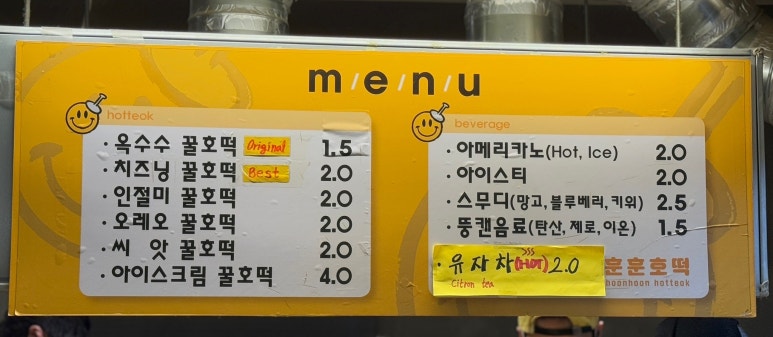 m/e/n/u
hotteok
· 옥수수 꿀호떡 Original 1.5
· 치즈닝 꿀호떡 Best 2.0
· 인절미 꿀호떡 2.0
· 오레오 꿀호떡 2.0
· 씨 앗 꿀호떡 2.0
· 아이스크림 꿀호떡 4.0
beverage
· 아메리카노(Hot, Ice) 2.0
· 아이스티 2.0
· 스무디(망고, 블루베리, 키위) 2.5
· 뚱캔음료(탄산, 제로, 이온) 1.5
· 유자차(HOT) 2.0
Citron tea
훈훈호떡
hoonhoon hotteok